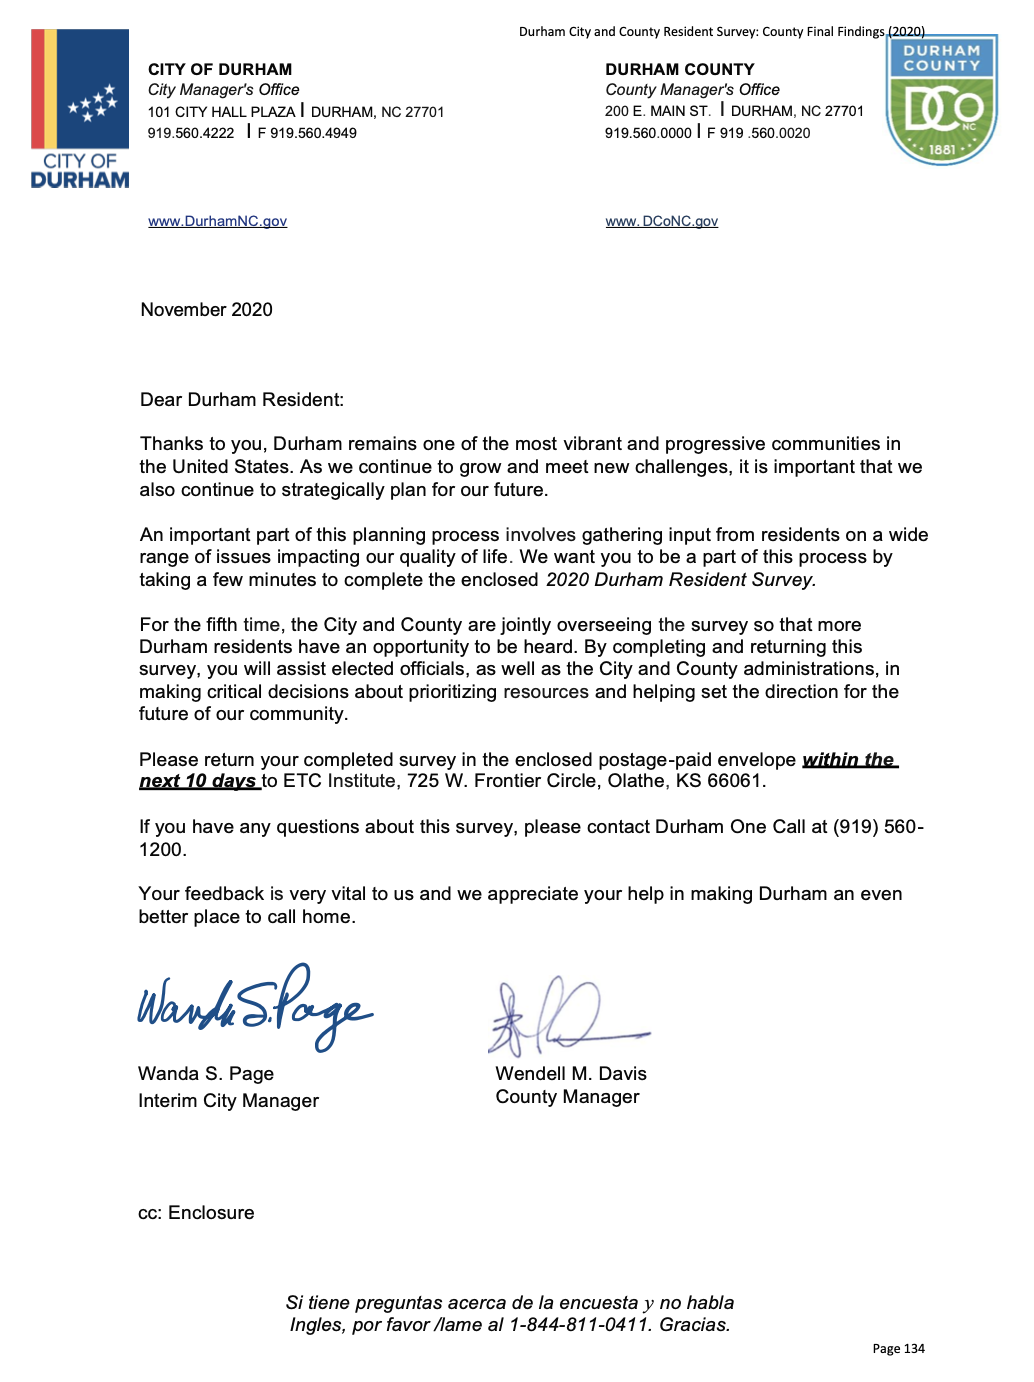 Durham City and County Resident Survey: County Final Findings (2020)
CITY OF DURHAM
City Manager's Office
101 CITY HALL PLAZA | DURHAM, NC 27701
919.560.4222 | F 919.560.4949
CITY OF
DURHAM
www.DurhamNC.gov
DURHAM COUNTY
County Manager's Office
200 E. MAIN ST. | DURHAM, NC 27701
919.560.0000 | F 919 .560.0020
DURHAM
COUNTY
DCo
NC
1881
www. DCoNC.gov
November 2020
Dear Durham Resident:
Thanks to you, Durham remains one of the most vibrant and progressive communities in
the United States. As we continue to grow and meet new challenges, it is important that we
also continue to strategically plan for our future.
An important part of this planning process involves gathering input from residents on a wide
range of issues impacting our quality of life. We want you to be a part of this process by
taking a few minutes to complete the enclosed 2020 Durham Resident Survey.
For the fifth time, the City and County are jointly overseeing the survey so that more
Durham residents have an opportunity to be heard. By completing and returning this
survey, you will assist elected officials, as well as the City and County administrations, in
making critical decisions about prioritizing resources and helping set the direction for the
future of our community.
Please return your completed survey in the enclosed postage-paid envelope within the
next 10 days to ETC Institute, 725 W. Frontier Circle, Olathe, KS 66061.
If you have any questions about this survey, please contact Durham One Call at (919) 560-
1200.
Your feedback is very vital to us and we appreciate your help in making Durham an even
better place to call home.
Wanda S. Page
Wanda S. Page
Interim City Manager
Wendell M. Davis
County Manager
cc: Enclosure
Si tiene preguntas acerca de la encuesta y no habla
Ingles, por favor /lame al 1-844-811-0411. Gracias.
Page 134